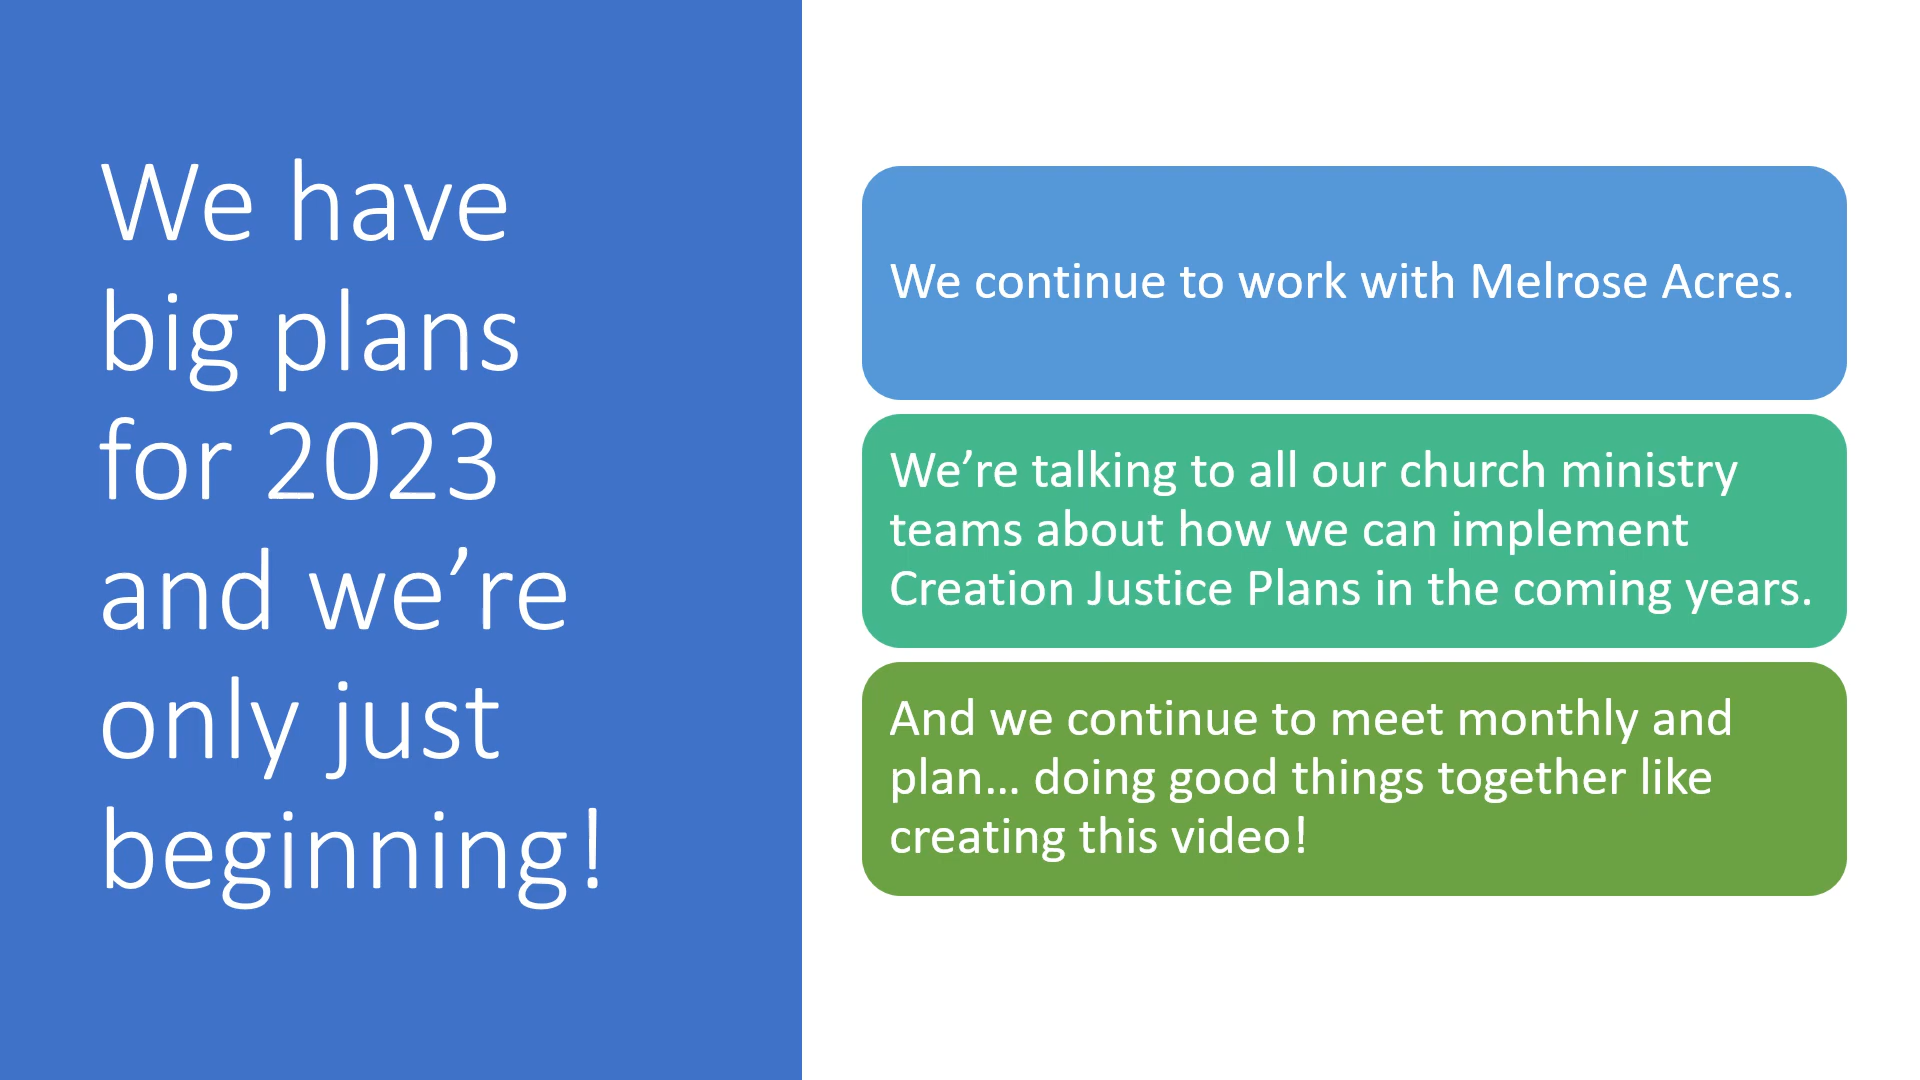 We have
big plans
for 2023
and we’re
only just
beginning!
We continue to work with Melrose Acres.
We’re talking to all our church ministry
teams about how we can implement
Creation Justice Plans in the coming years.
And we continue to meet monthly and
plan… doing good things together like
creating this video!